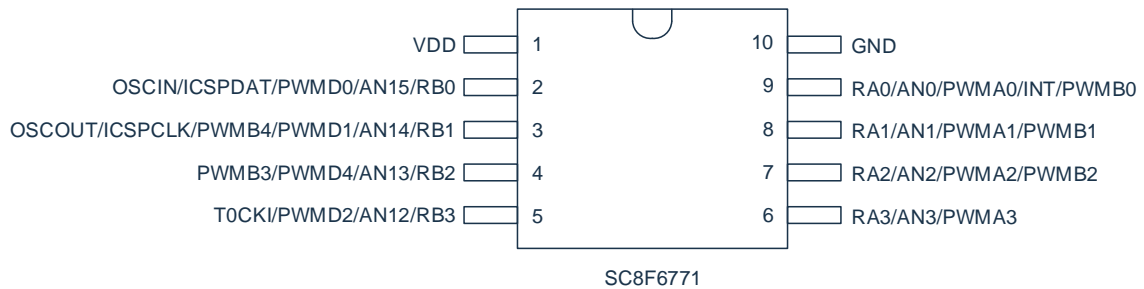 VDD 1 10 GND
OSCIN/ICSPDAT/PWMD0/AN15/RB0 2 9 RA0/AN0/PWMA0/INT/PWMB0
OSCOUT/ICSPCLK/PWMB4/PWMD1/AN14/RB1 3 8 RA1/AN1/PWMA1/PWMB1
PWMB3/PWMD4/AN13/RB2 4 7 RA2/AN2/PWMA2/PWMB2
T0CKI/PWMD2/AN12/RB3 5 6 RA3/AN3/PWMA3
SC8F6771